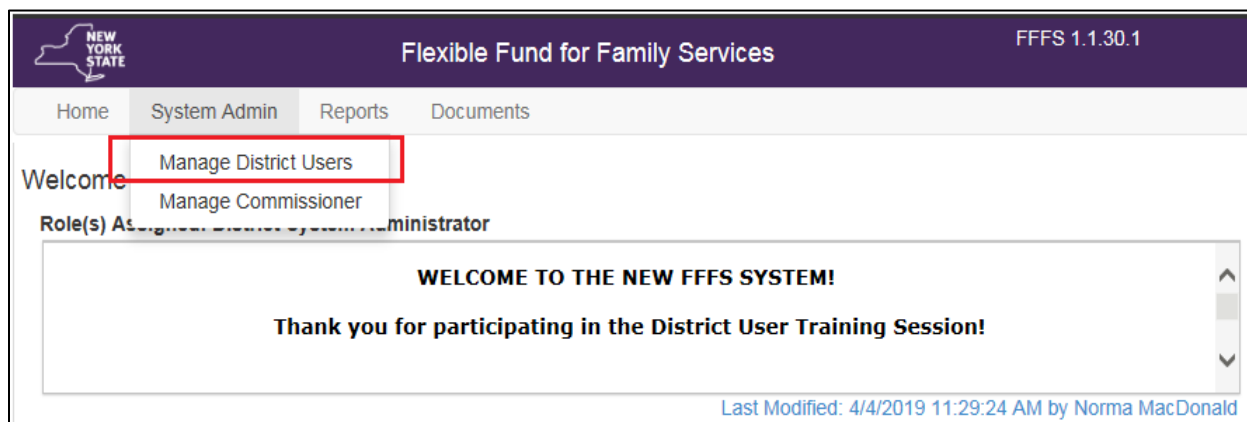 NEW
YORK
STATE
Flexible Fund for Family Services
FFFS 1.1.30.1
Home System Admin Reports Documents
Manage District Users
Welcome
Manage Commissioner
Role(s) Administrator
WELCOME TO THE NEW FFFS SYSTEM!
Thank you for participating in the District User Training Session!
Last Modified: 4/4/2019 11:29:24 AM by Norma MacDonald